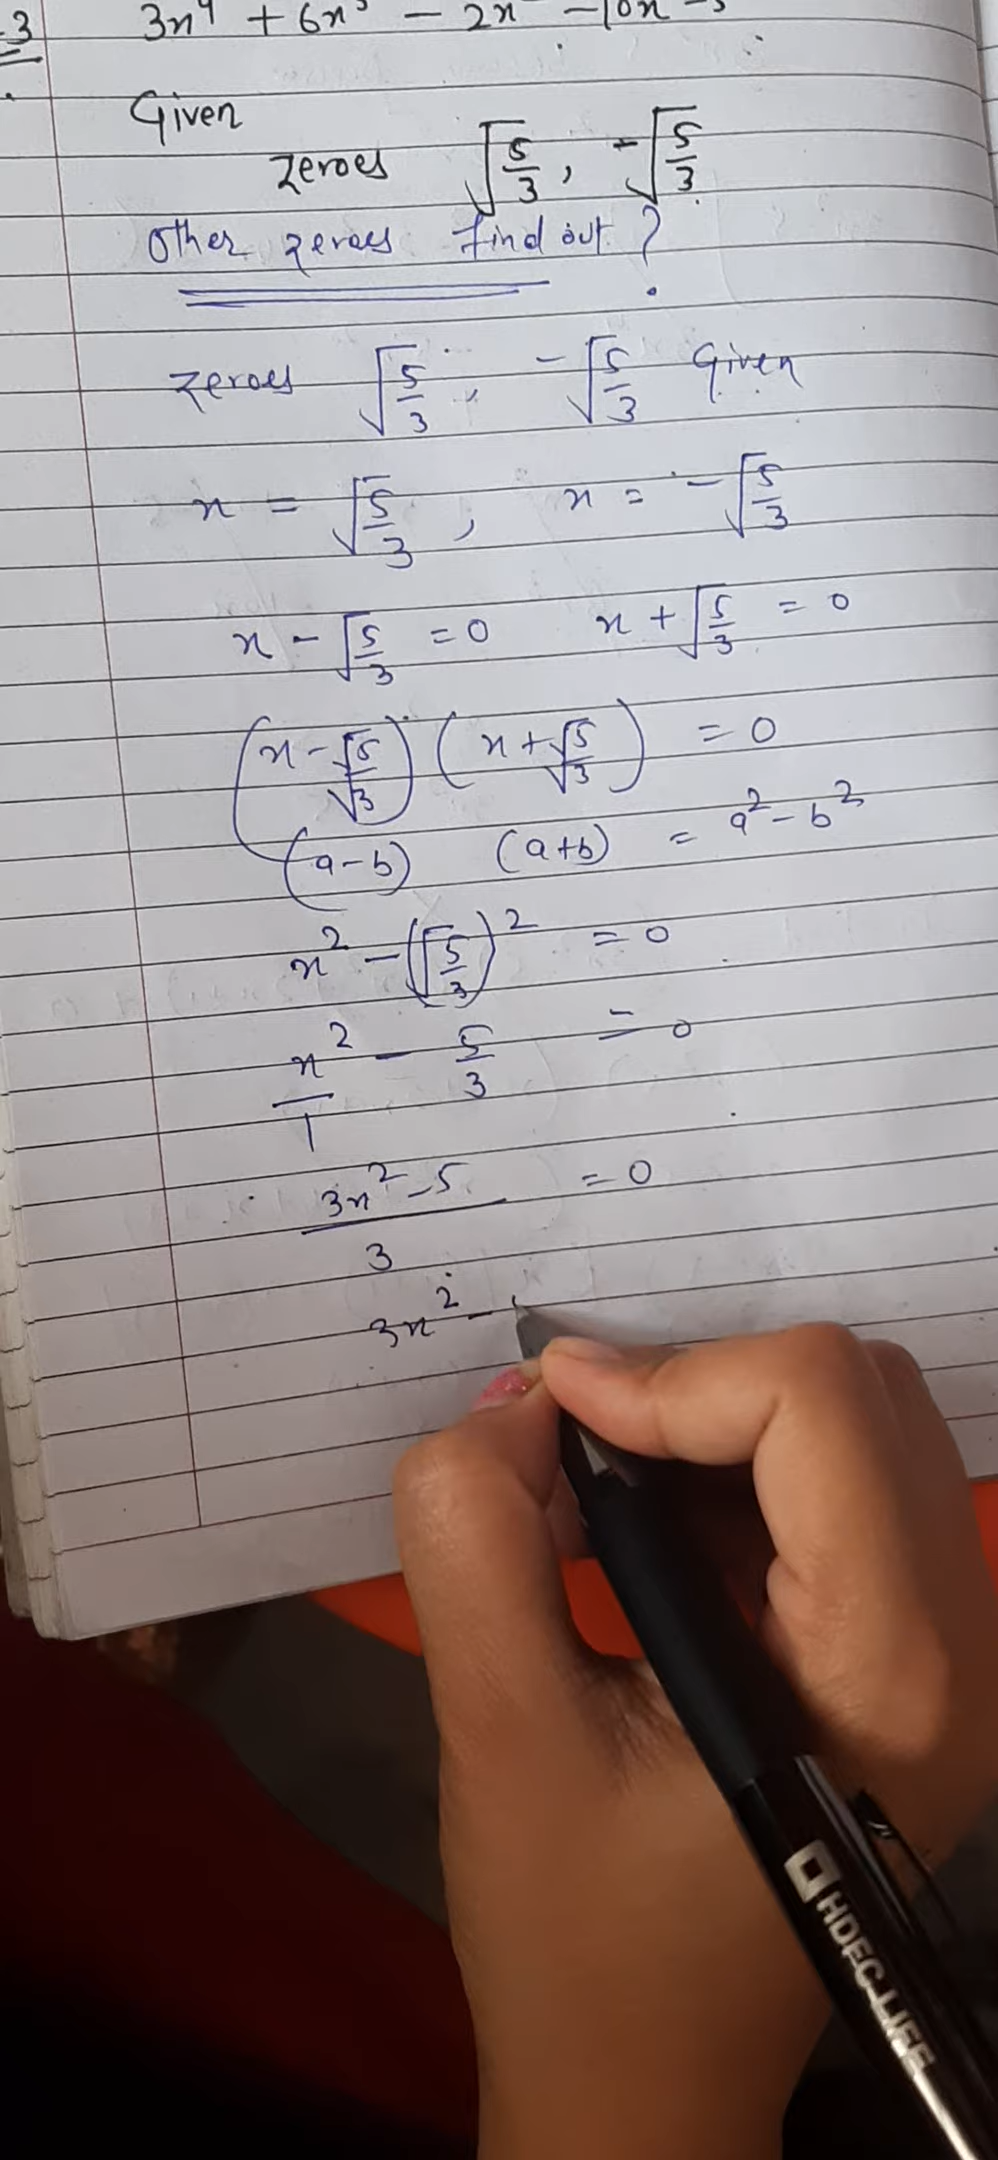 3
3x⁴ + 6x³ - 2x² - 10x - 5
Given
zeroes √5/3, -√5/3
Other zeroes find out?
zeroes √5/3, -√5/3 Given
x = √5/3, x = -√5/3
x - √5/3 = 0 x + √5/3 = 0
(x - √5/√3) (x + √5/√3) = 0
(a-b) (a+b) = a² - b²
x² - (√5/3)² = 0
x²/1 - 5/3 = 0
3x² - 5/3 = 0
3x² -
HDFC LIFE